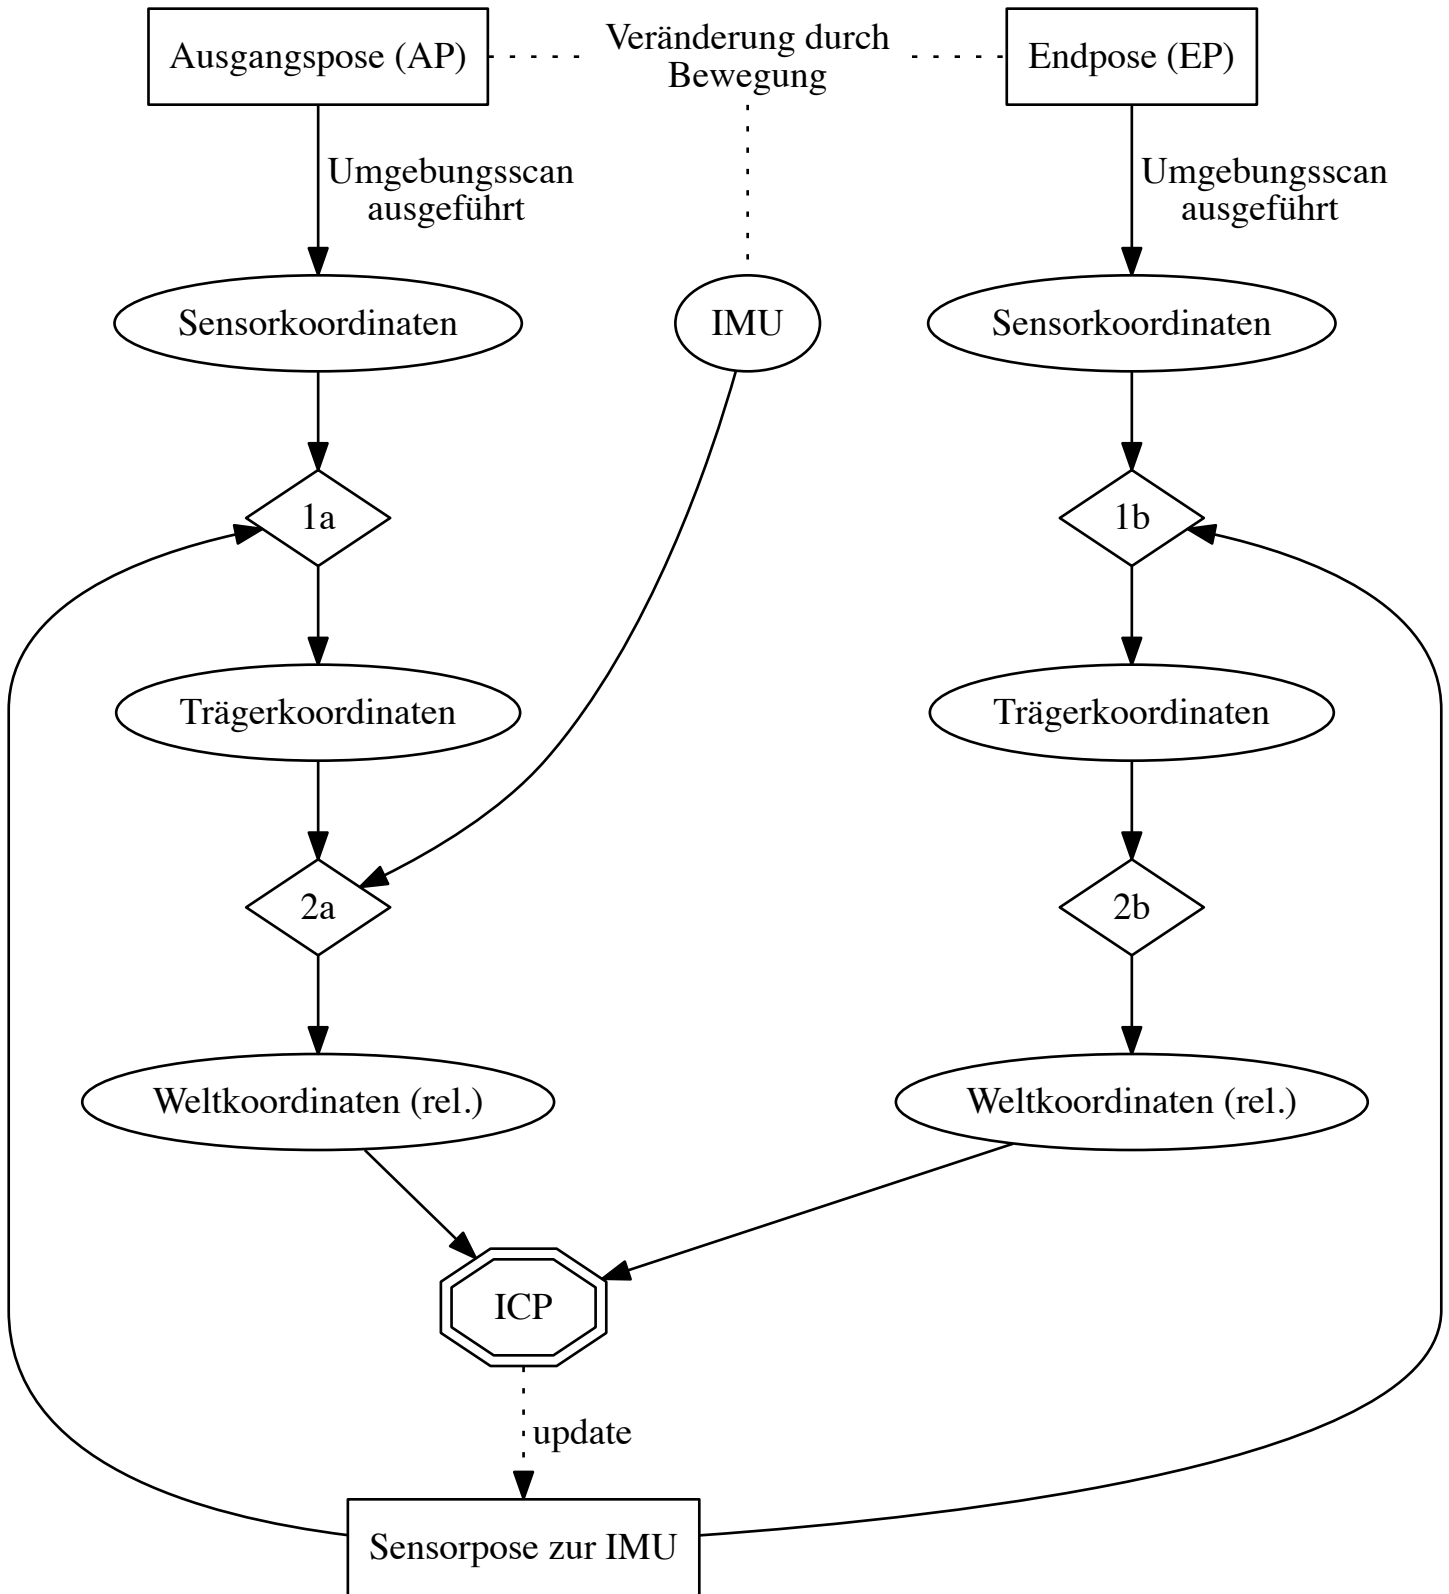 Ausgangspose (AP)
Veränderung durch
Bewegung
Endpose (EP)
Umgebungsscan
ausgeführt
Umgebungsscan
ausgeführt
Sensorkoordinaten
IMU
Sensorkoordinaten
1a
1b
Trägerkoordinaten
Trägerkoordinaten
2a
2b
Weltkoordinaten (rel.)
Weltkoordinaten (rel.)
ICP
update
Sensorpose zur IMU